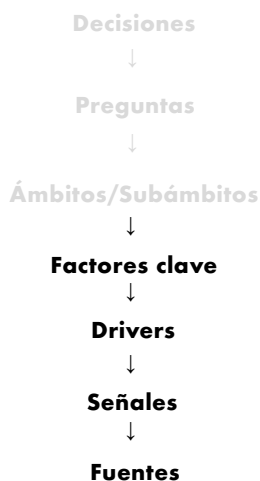 Decisiones
↓
Preguntas
↓
Ámbitos/Subámbitos
↓
Factores clave
↓
Drivers
↓
Señales
↓
Fuentes